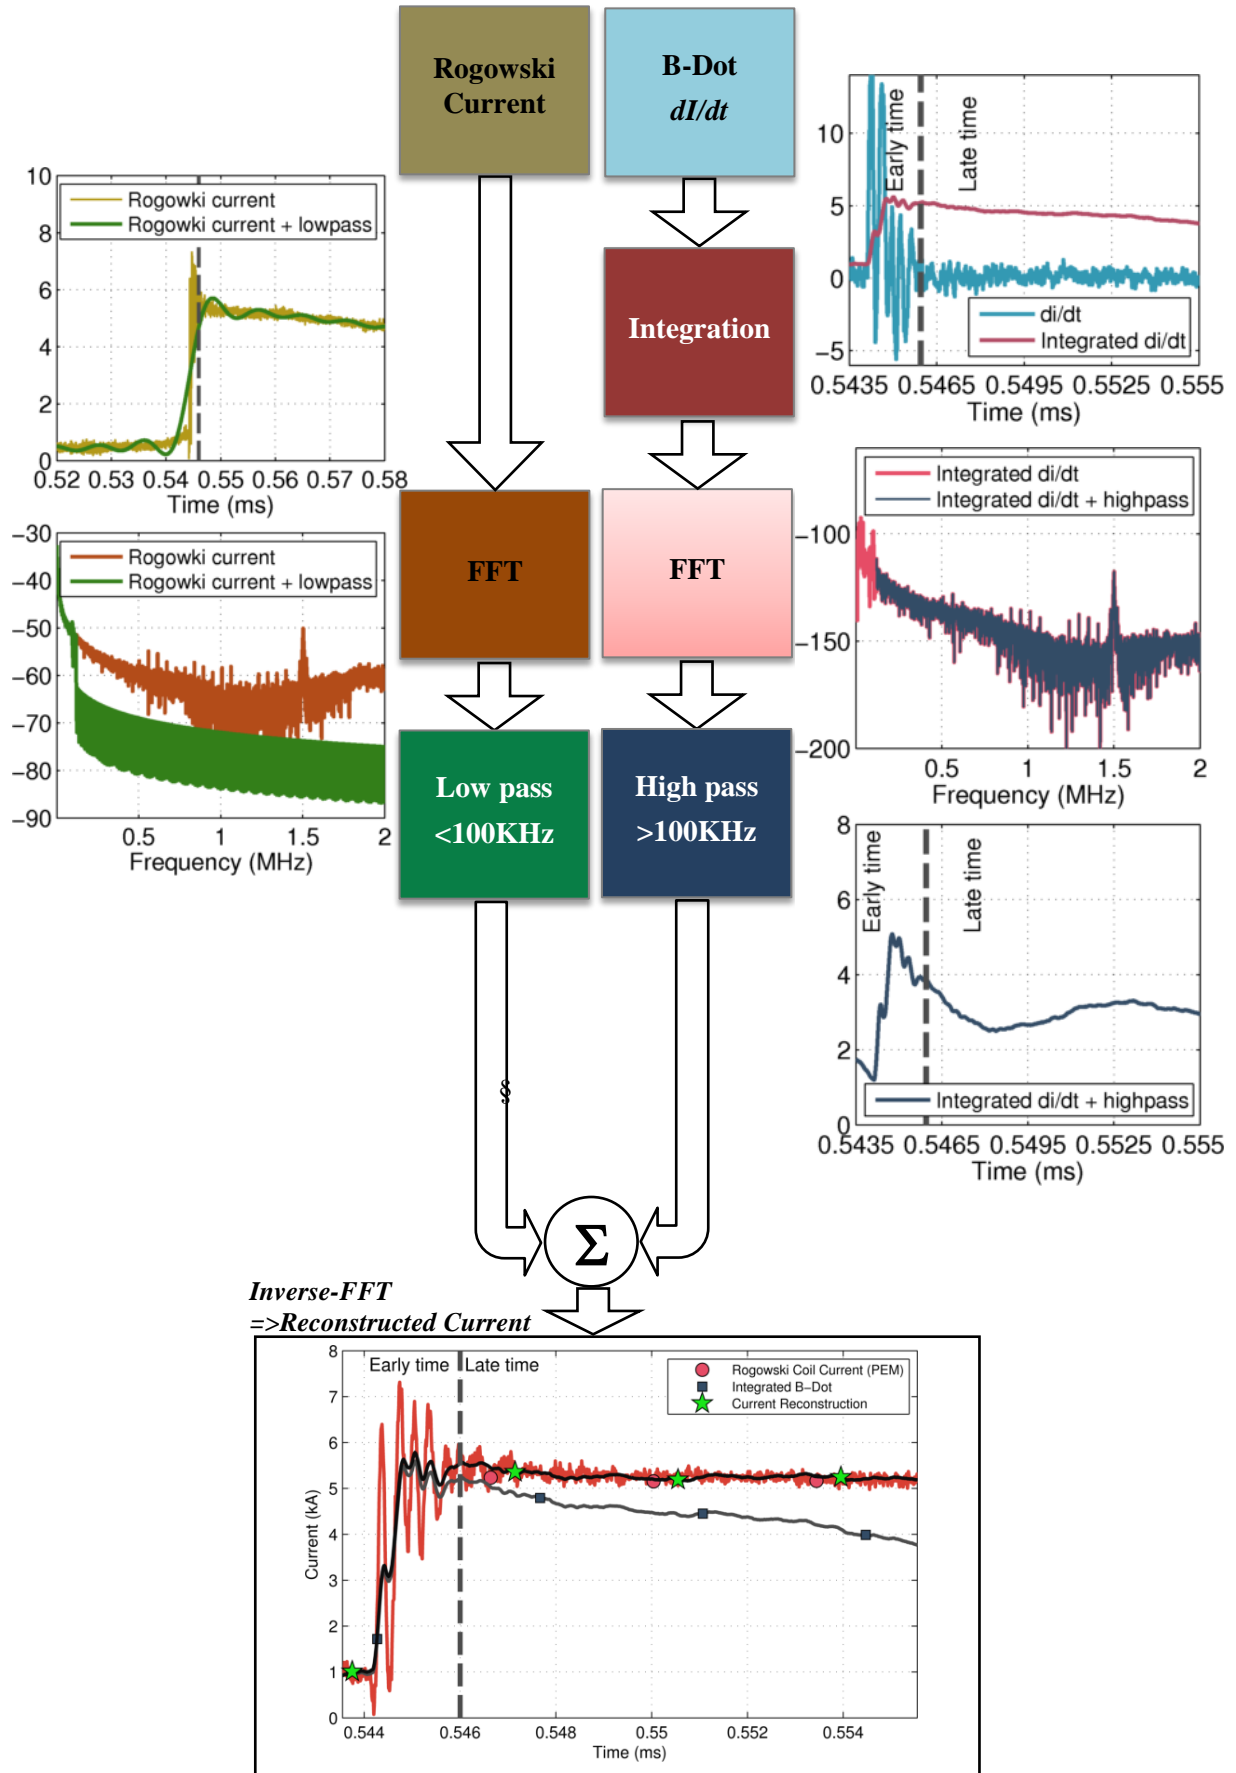 Rogowski
Current
B-Dot
dI/dt
10
8
6
4
2
0
Rogowki current
Rogowki current + lowpass
0.52 0.53 0.54 0.55 0.56 0.57 0.58
Time (ms)
10
5
0
−5
Early time
Late time
di/dt
Integrated di/dt
0.5435 0.5465 0.5495 0.5525 0.555
Time (ms)
Integration
−30
−40
−50
−60
−70
−80
−90
Rogowki current
Rogowki current + lowpass
0.5 1 1.5 2
Frequency (MHz)
FFT
FFT
−100
−150
−200
Integrated di/dt
Integrated di/dt + highpass
0.5 1 1.5 2
Frequency (MHz)
Low pass
<100KHz
High pass
>100KHz
8
6
4
2
0
Early time
Late time
Integrated di/dt + highpass
0.5435 0.5465 0.5495 0.5525 0.555
Time (ms)
Σ
Inverse-FFT
=>Reconstructed Current
8
7
6
5
4
3
2
1
0
Current (kA)
Early time
Late time
Rogowski Coil Current (PEM)
Integrated B−Dot
Current Reconstruction
0.544 0.546 0.548 0.55 0.552 0.554
Time (ms)